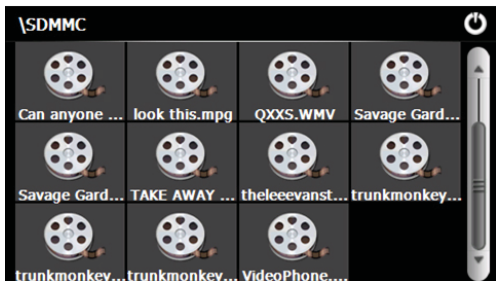 \SDMMC
Can anyone ... look this.mpg QXXS.WMV Savage Gard...
Savage Gard... TAKE AWAY ... theleeevanst... trunkmonkey...
trunkmonkey... trunkmonkey... VideoPhone....